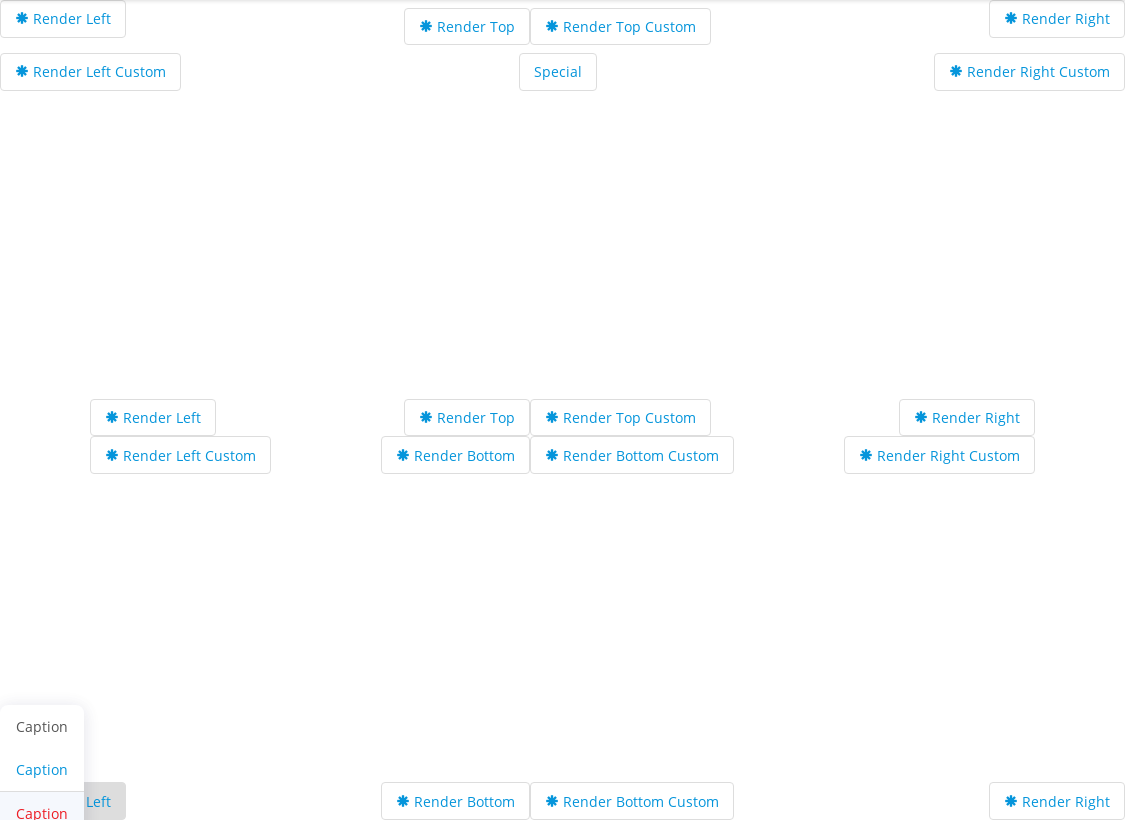 Render Left
Render Top
Render Top Custom
Render Right
Render Left Custom
Special
Render Right Custom
Render Left
Render Top
Render Top Custom
Render Right
Render Left Custom
Render Bottom
Render Bottom Custom
Render Right Custom
Caption
Caption
Caption
Left
Render Bottom
Render Bottom Custom
Render Right